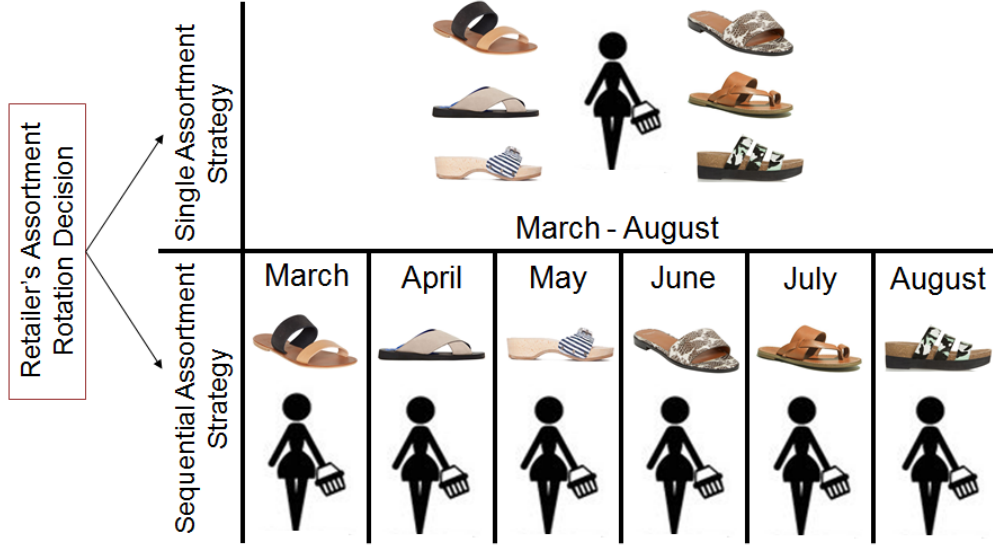 Retailer's Assortment
Rotation Decision
Single Assortment
Strategy
March - August
Sequential Assortment
Strategy
March
April
May
June
July
August